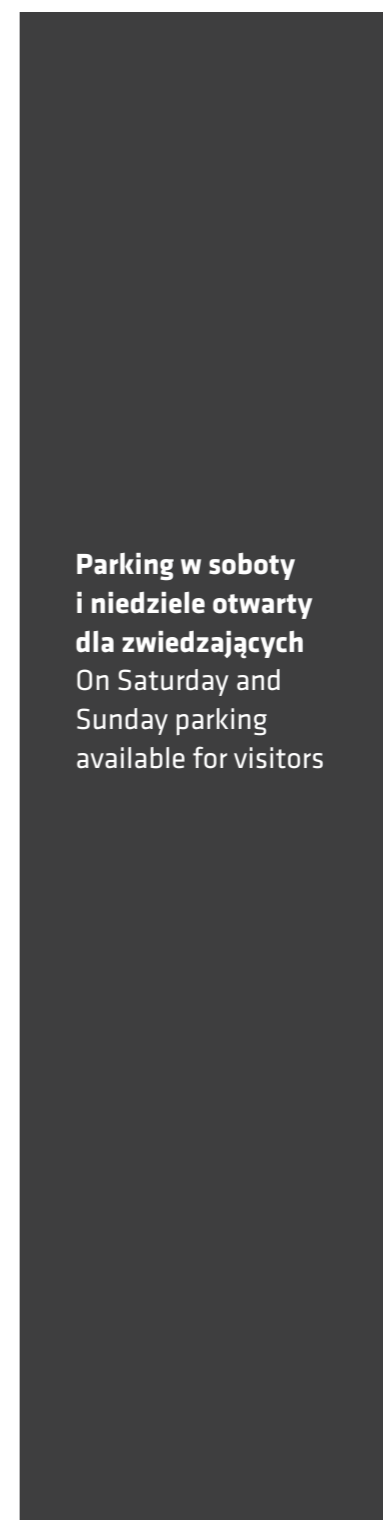 Parking w soboty
i niedziele otwarty
dla zwiedzających
On Saturday and
Sunday parking
available for visitors